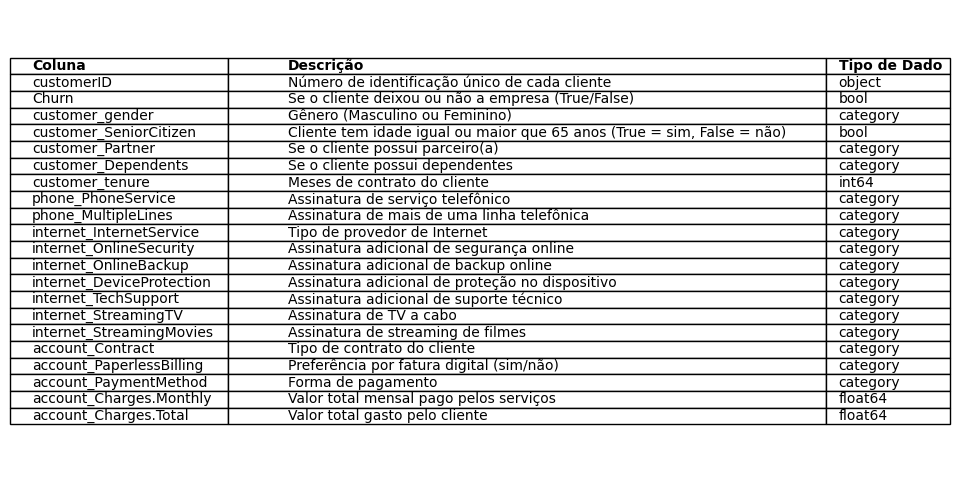 Coluna Descrição Tipo de Dado
customerID Número de identificação único de cada cliente object
Churn Se o cliente deixou ou não a empresa (True/False) bool
customer_gender Gênero (Masculino ou Feminino) category
customer_SeniorCitizen Cliente tem idade igual ou maior que 65 anos (True = sim, False = não) bool
customer_Partner Se o cliente possui parceiro(a) category
customer_Dependents Se o cliente possui dependentes category
customer_tenure Meses de contrato do cliente int64
phone_PhoneService Assinatura de serviço telefônico category
phone_MultipleLines Assinatura de mais de uma linha telefônica category
internet_InternetService Tipo de provedor de Internet category
internet_OnlineSecurity Assinatura adicional de segurança online category
internet_OnlineBackup Assinatura adicional de backup online category
internet_DeviceProtection Assinatura adicional de proteção no dispositivo category
internet_TechSupport Assinatura adicional de suporte técnico category
internet_StreamingTV Assinatura de TV a cabo category
internet_StreamingMovies Assinatura de streaming de filmes category
account_Contract Tipo de contrato do cliente category
account_PaperlessBilling Preferência por fatura digital (sim/não) category
account_PaymentMethod Forma de pagamento category
account_Charges.Monthly Valor total mensal pago pelos serviços float64
account_Charges.Total Valor total gasto pelo cliente float64